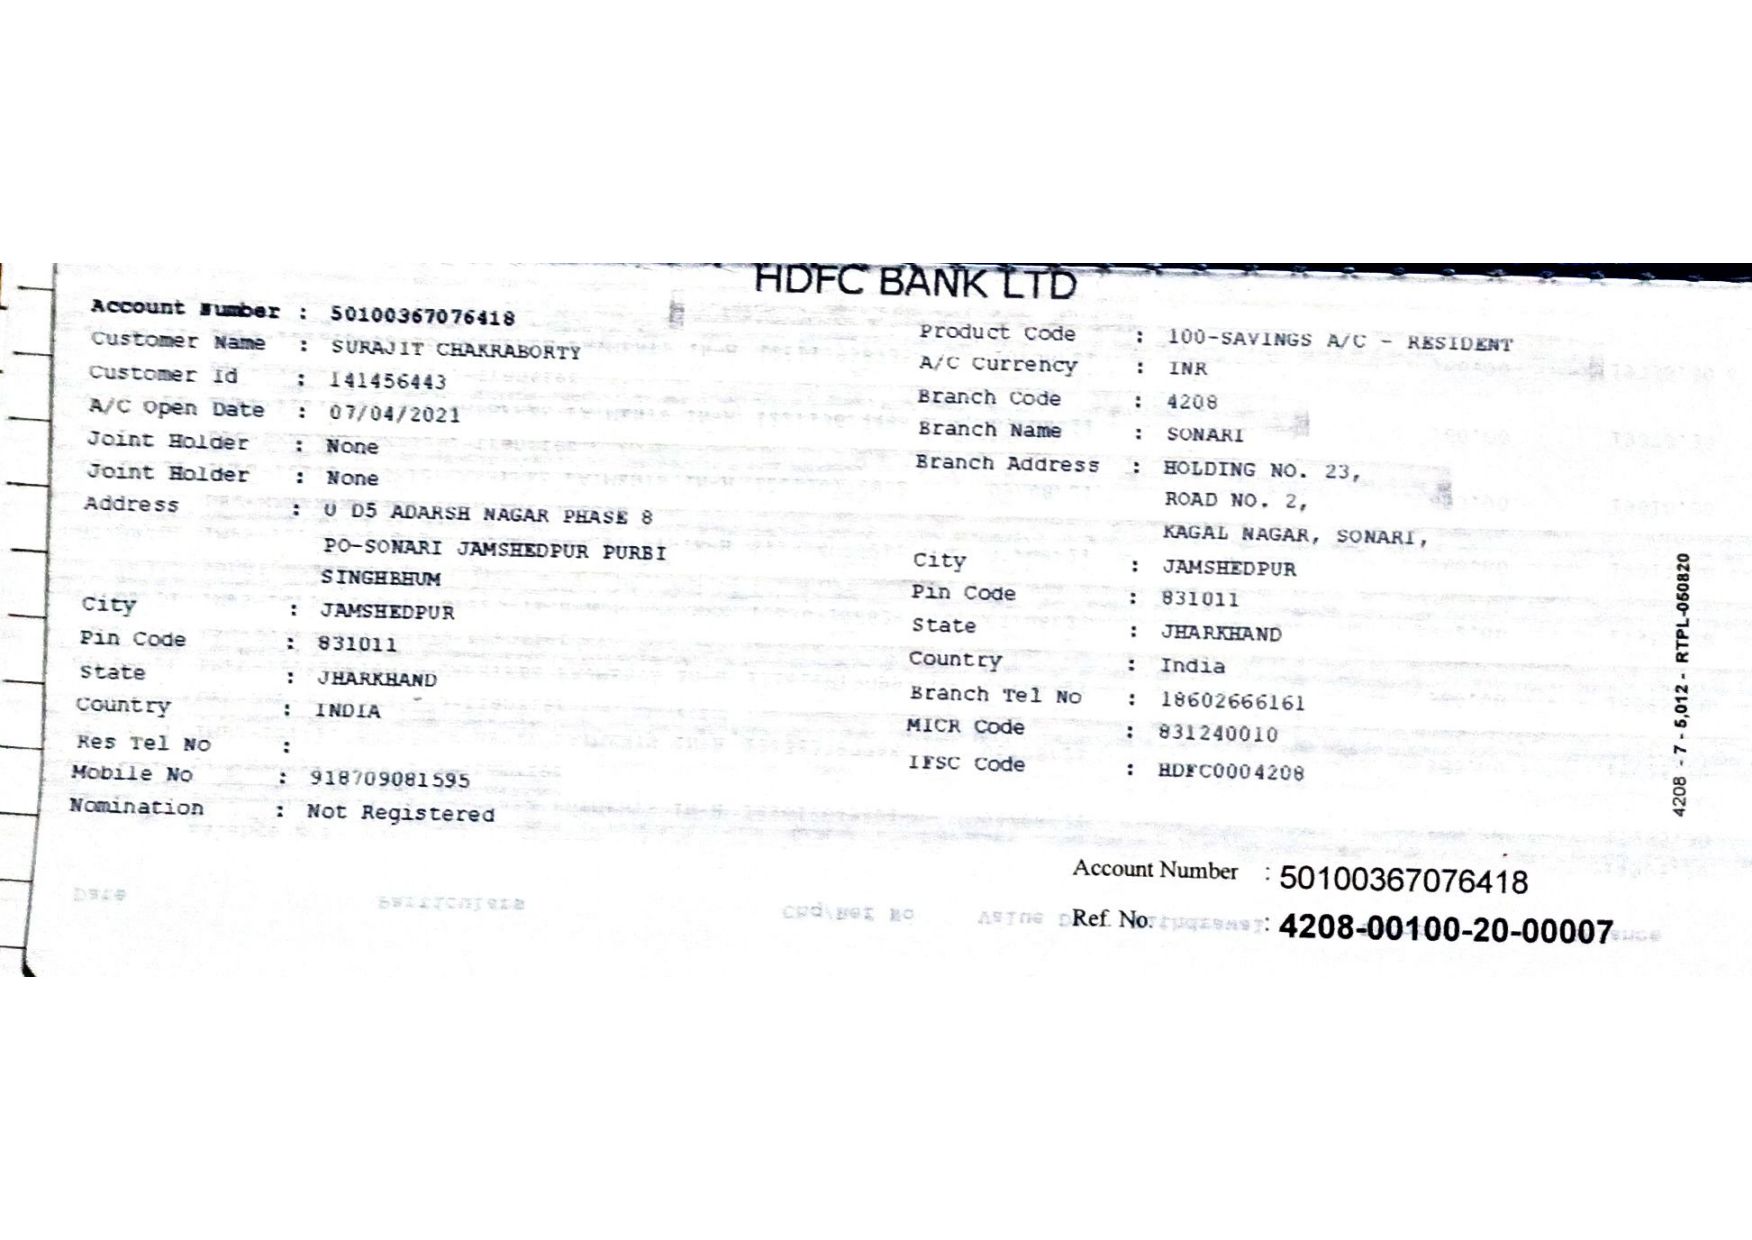 HDFC BANK LTD
Account Number : 50100367076418
Customer Name : SURAJIT CHAKRABORTY
Customer Id : 141456443
A/C Open Date : 07/04/2021
Joint Holder : None
Joint Holder : None
Address : U D5 ADARSH NAGAR PHASE 8
PO-SONARI JAMSHEDPUR PURBI
SINGHBHUM
City : JAMSHEDPUR
Pin Code : 831011
State : JHARKHAND
Country : INDIA
Res Tel No :
Mobile No : 918709081595
Nomination : Not Registered
Product Code : 100-SAVINGS A/C - RESIDENT
A/C Currency : INR
Branch Code : 4208
Branch Name : SONARI
Branch Address : HOLDING NO. 23,
ROAD NO. 2,
KAGAL NAGAR, SONARI,
City : JAMSHEDPUR
Pin Code : 831011
State : JHARKHAND
Country : India
Branch Tel No : 18602666161
MICR Code : 831240010
IFSC Code : HDFC0004208
4208 - 7 - 5,012 - RTPL-050820
Account Number : 50100367076418
Ref. No. : 4208-00100-20-00007